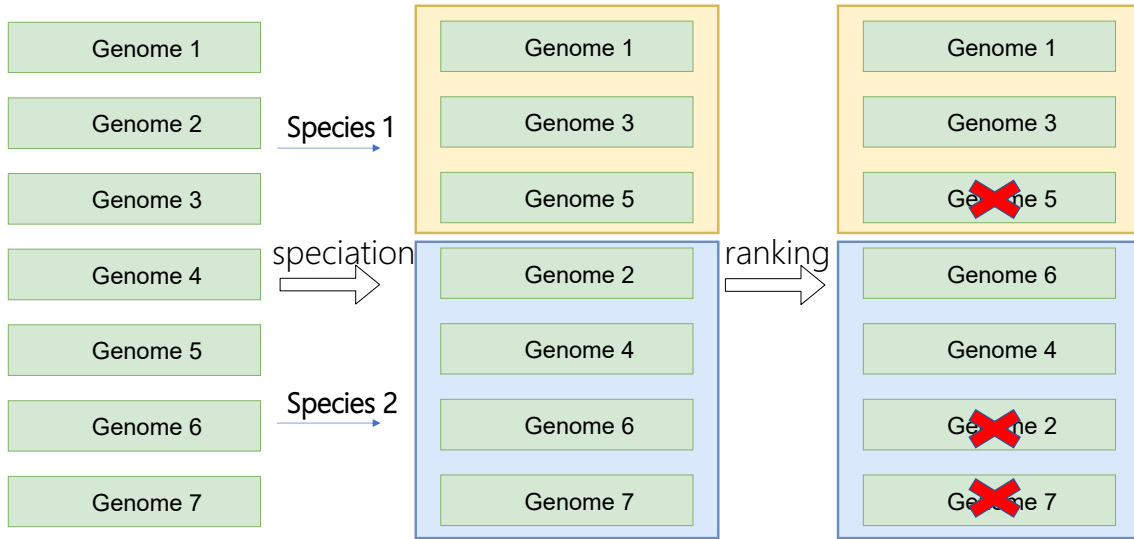 Genome 1
Genome 2
Genome 3
Genome 4
Genome 5
Genome 6
Genome 7
Species 1
speciation
Species 2
Genome 1
Genome 3
Genome 5
Genome 2
Genome 4
Genome 6
Genome 7
ranking
Genome 1
Genome 3
Genome 5
Genome 6
Genome 4
Genome 2
Genome 7